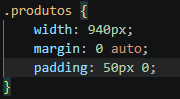 .produtos {
    width: 940px;
    margin: 0 auto;
    padding: 50px 0;
}